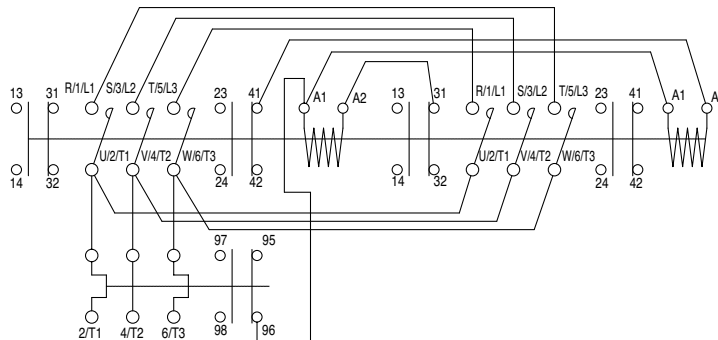 R/1/L1 S/3/L2 T/5/L3
13 31 23 41 A1 A2 13 31 R/1/L1 S/3/L2 T/5/L3 23 41 A1 A
U/2/T1 V/4/T2 W/6/T3 U/2/T1 V/4/T2 W/6/T3
14 32 24 42 14 32 24 42
97 95
2/T1 4/T2 6/T3 98 96